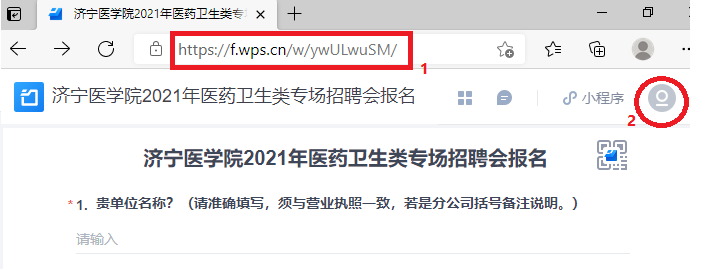 济宁医学院2021年医药卫生类专
https://f.wps.cn/w/ywULwuSM/
1
济宁医学院2021年医药卫生类专场招聘会报名
小程序
2
济宁医学院2021年医药卫生类专场招聘会报名
* 1. 贵单位名称？（请准确填写，须与营业执照一致，若是分公司括号备注说明。）
请输入